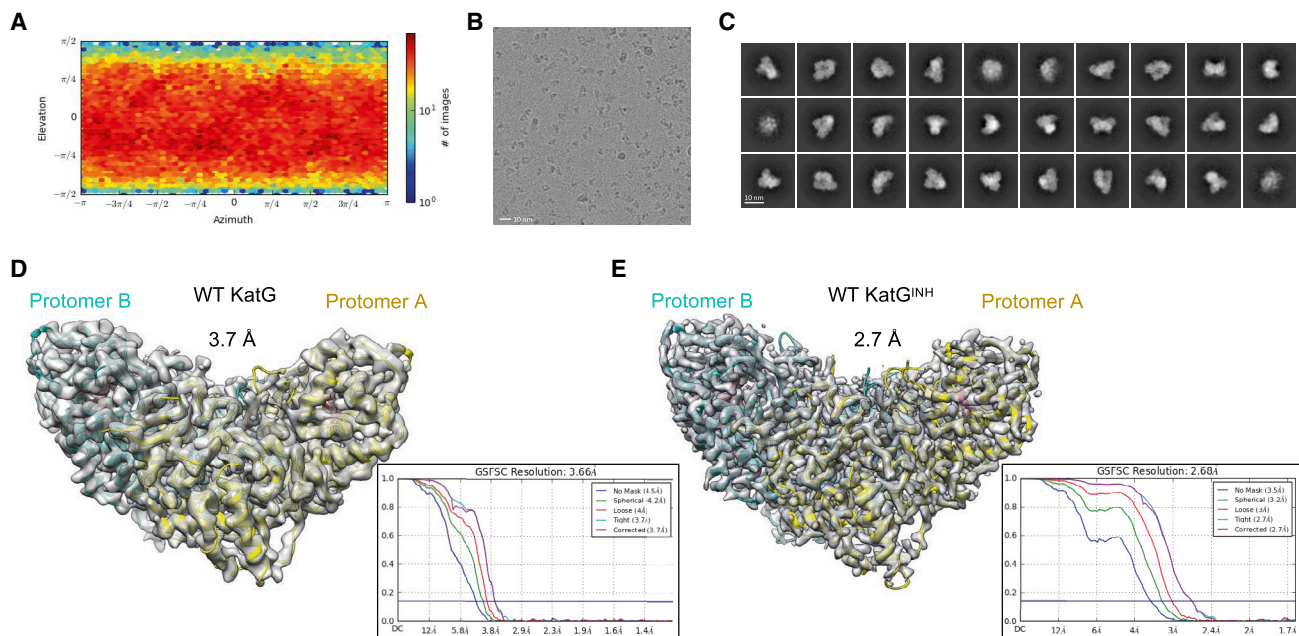 A
π/2
π/4
0
−π/4
−π/2
Elevation
−π
−3π/4
−π/2
−π/4
0
π/4
π/2
3π/4
π
Azimuth
10¹
10⁰
# of images
B
10 nm
C
10 nm
D
Protomer B
WT KatG
Protomer A
3.7 Å
GSFSC Resolution: 3.66Å
1.0
0.8
0.6
0.4
0.2
0.0
No Mask (4.5Å)
Spherical (4.2Å)
Loose (4Å)
Tight (3.7Å)
Corrected (3.7Å)
DC
12Å
5.8Å
3.8Å
2.9Å
2.3Å
1.9Å
1.6Å
1.4Å
E
Protomer B
WT KatGᴵᴺᴴ
Protomer A
2.7 Å
GSFSC Resolution: 2.68Å
1.0
0.8
0.6
0.4
0.2
0.0
No Mask (3.5Å)
Spherical (3.2Å)
Loose (3Å)
Tight (2.7Å)
Corrected (2.7Å)
DC
12Å
6Å
4Å
3Å
2.4Å
2Å
1.7Å